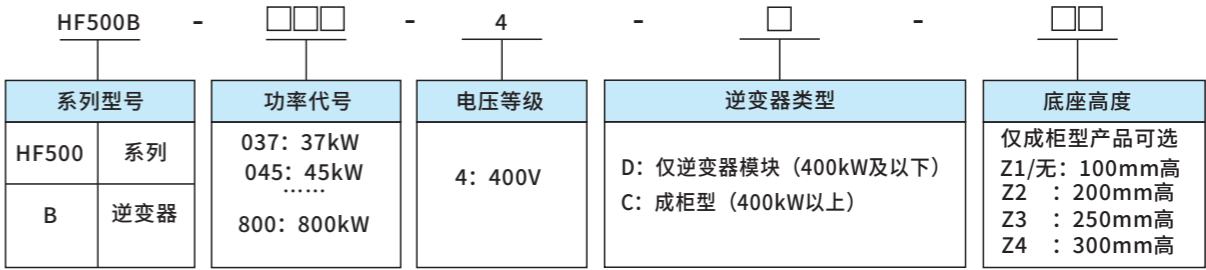 HF500B - □□□ - 4 - □ - □□
系列型号
HF500 系列
B 逆变器
功率代号
037：37kW
045：45kW
……
800：800kW
电压等级
4：400V
逆变器类型
D：仅逆变器模块（400kW及以下）
C：成柜型（400kW以上）
底座高度
仅成柜型产品可选
Z1/无：100mm高
Z2 ：200mm高
Z3 ：250mm高
Z4 ：300mm高